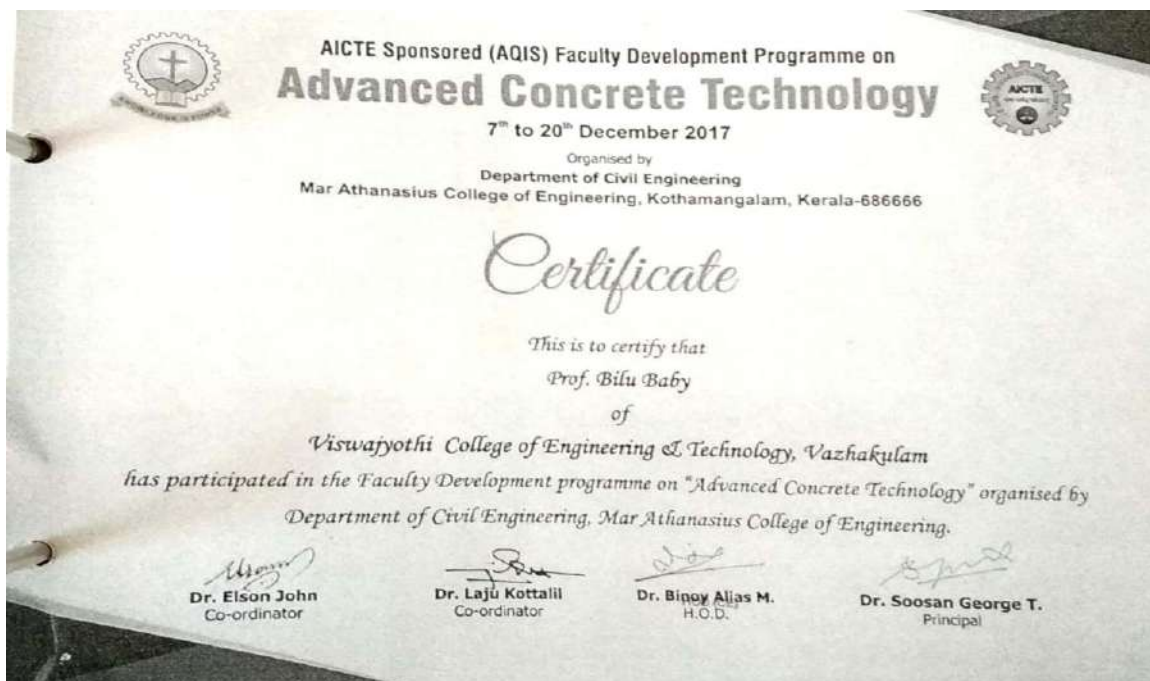 AICTE Sponsored (AQIS) Faculty Development Programme on
Advanced Concrete Technology
7th to 20th December 2017
Organised by
Department of Civil Engineering
Mar Athanasius College of Engineering, Kothamangalam, Kerala-686666
AICTE
Certificate
This is to certify that
Prof. Bilu Baby
of
Viswajyothi College of Engineering & Technology, Vazhakulam
has participated in the Faculty Development programme on "Advanced Concrete Technology" organised by
Department of Civil Engineering, Mar Athanasius College of Engineering.
Dr. Elson John
Co-ordinator
Dr. Laju Kottalil
Co-ordinator
Dr. Binoy Alias M.
H.O.D.
Dr. Soosan George T.
Principal